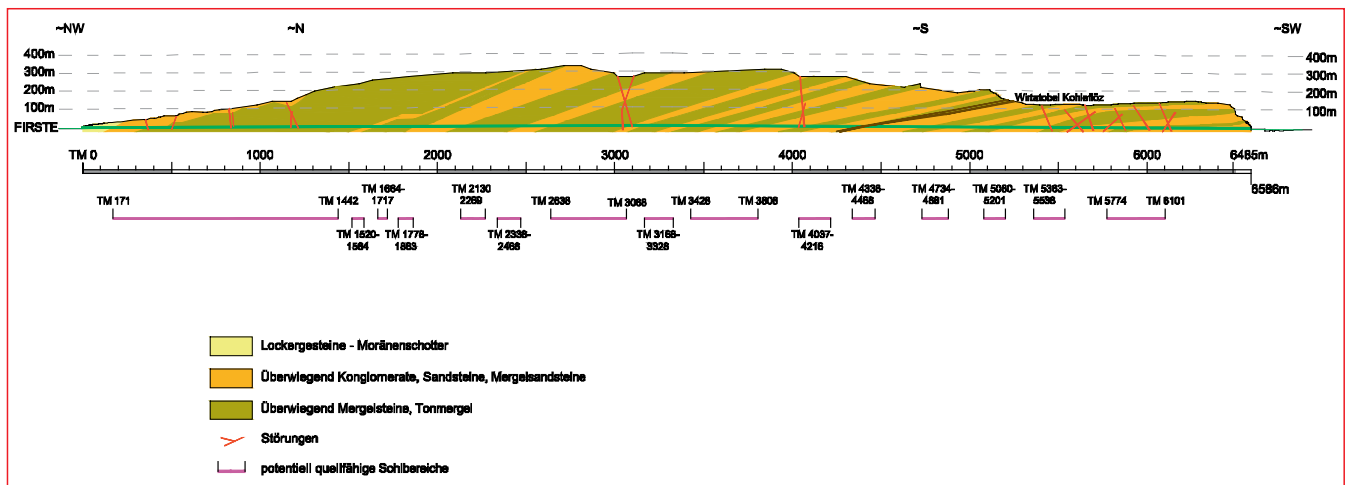 ~NW ~N ~S ~SW
400m 400m
300m 300m
200m 200m
100m 100m
Wirtatobel Kohleflöz
FIRSTE
TM 0 1000 2000 3000 4000 5000 6000 6485m
6586m
TM 171 TM 1442 TM 1664-
1717 TM 2130
2269 TM 2636 TM 3066 TM 3428 TM 3806 TM 4336-
4468 TM 4734-
4881 TM 5060-
5201 TM 5363-
5536 TM 5774 TM 6101
TM 1520-
1584 TM 1778-
1863 TM 2338-
2468 TM 3168-
3328 TM 4037-
4216
Lockergesteine - Moränenschotter
Überwiegend Konglomerate, Sandsteine, Mergelsandsteine
Überwiegend Mergelsteine, Tonmergel
Störungen
potentiell quellfähige Sohlbereiche